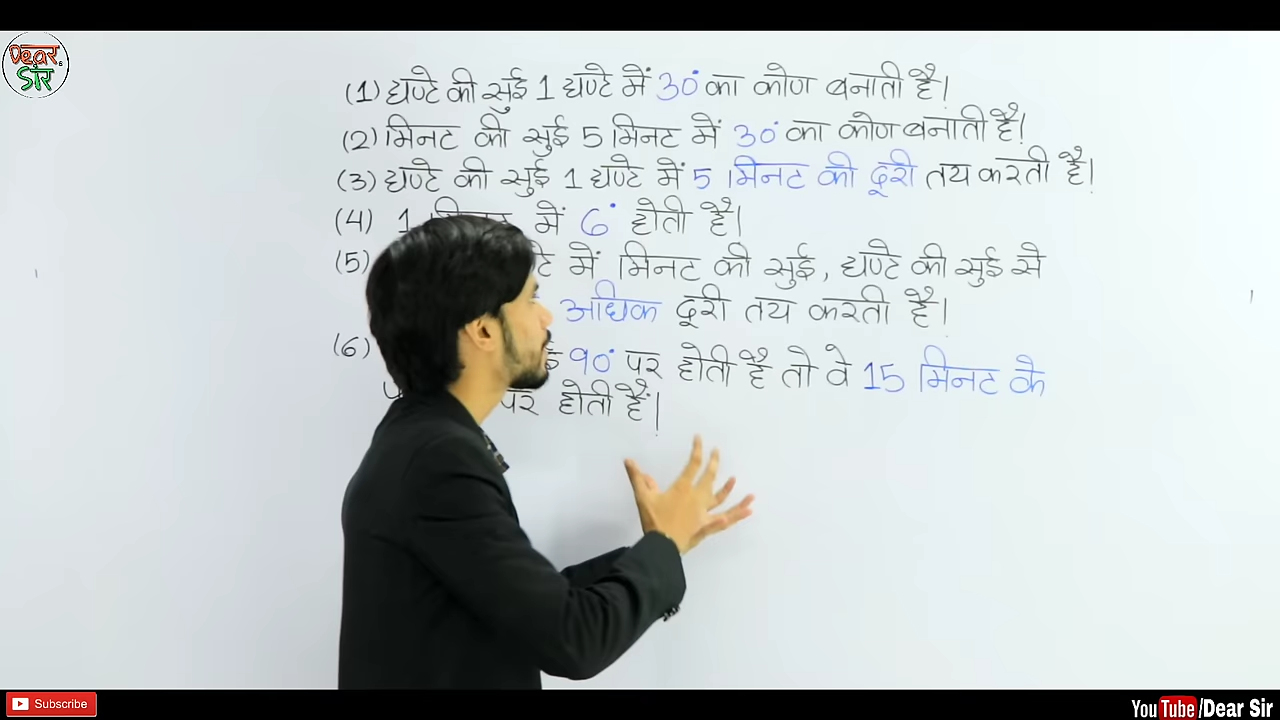 Dear
Sir
(1) घण्टे की सुई 1 घण्टे में 30° का कोण बनाती है।
(2) मिनट की सुई 5 मिनट में 30° का कोण बनाती है।
(3) घण्टे की सुई 1 घण्टे में 5 मिनट की दूरी तय करती है।
(4) 1 में 6° होती है।
(5) में मिनट की सुई, घण्टे की सुई से
अधिक दूरी तय करती है।
(6) 90° पर होती है तो वे 15 मिनट के
पर होती हैं।
Subscribe
You Tube /Dear Sir